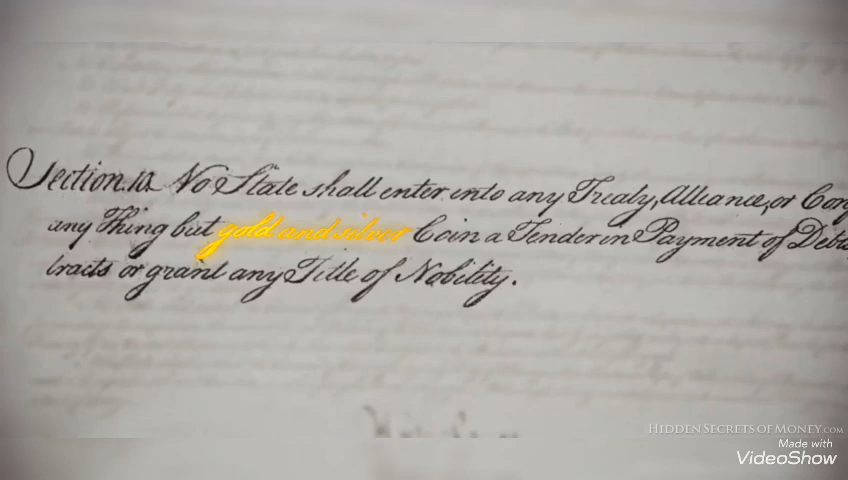 Section. 10. No State shall enter into any Treaty, Alliance, or Con
any Thing but gold and silver Coin a Tender in Payment of Debts
tracts or grant any Title of Nobility.
HIDDEN SECRETS OF MONEY.COM
Made with
VideoShow